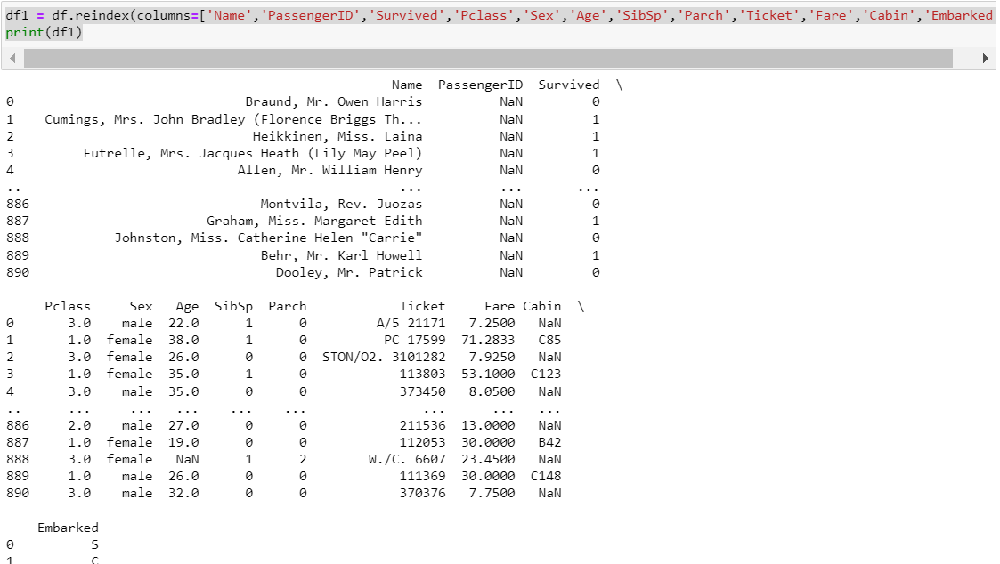 df1 = df.reindex(columns=['Name','PassengerID','Survived','Pclass','Sex','Age','SibSp','Parch','Ticket','Fare','Cabin','Embarked'
print(df1)
Name PassengerID Survived \
0 Braund, Mr. Owen Harris NaN 0
1 Cumings, Mrs. John Bradley (Florence Briggs Th... NaN 1
2 Heikkinen, Miss. Laina NaN 1
3 Futrelle, Mrs. Jacques Heath (Lily May Peel) NaN 1
4 Allen, Mr. William Henry NaN 0
.. ... ... ...
886 Montvila, Rev. Juozas NaN 0
887 Graham, Miss. Margaret Edith NaN 1
888 Johnston, Miss. Catherine Helen "Carrie" NaN 0
889 Behr, Mr. Karl Howell NaN 1
890 Dooley, Mr. Patrick NaN 0
Pclass Sex Age SibSp Parch Ticket Fare Cabin \
0 3.0 male 22.0 1 0 A/5 21171 7.2500 NaN
1 1.0 female 38.0 1 0 PC 17599 71.2833 C85
2 3.0 female 26.0 0 0 STON/O2. 3101282 7.9250 NaN
3 1.0 female 35.0 1 0 113803 53.1000 C123
4 3.0 male 35.0 0 0 373450 8.0500 NaN
.. ... ... ... ... ... ... ... ...
886 2.0 male 27.0 0 0 211536 13.0000 NaN
887 1.0 female 19.0 0 0 112053 30.0000 B42
888 3.0 female NaN 1 2 W./C. 6607 23.4500 NaN
889 1.0 male 26.0 0 0 111369 30.0000 C148
890 3.0 male 32.0 0 0 370376 7.7500 NaN
Embarked
0 S
1 C